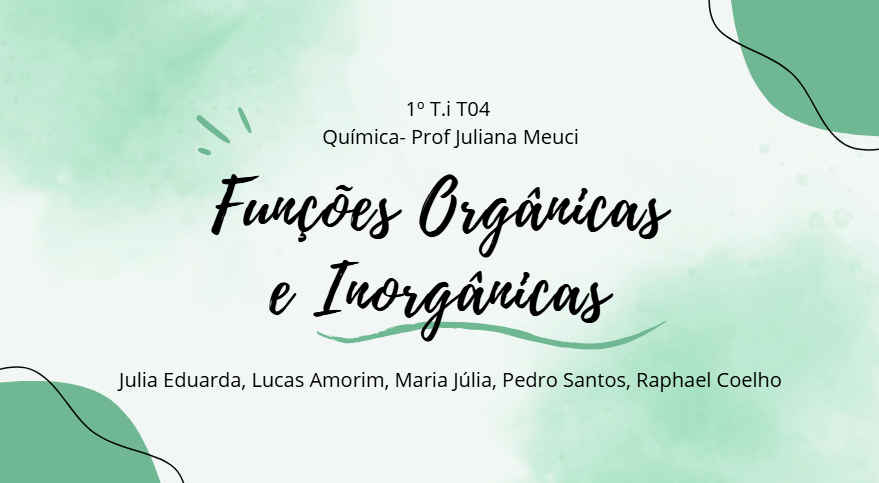 1º T.i T04
Química- Prof Juliana Meuci
Funções Orgânicas
e Inorgânicas
Julia Eduarda, Lucas Amorim, Maria Júlia, Pedro Santos, Raphael Coelho